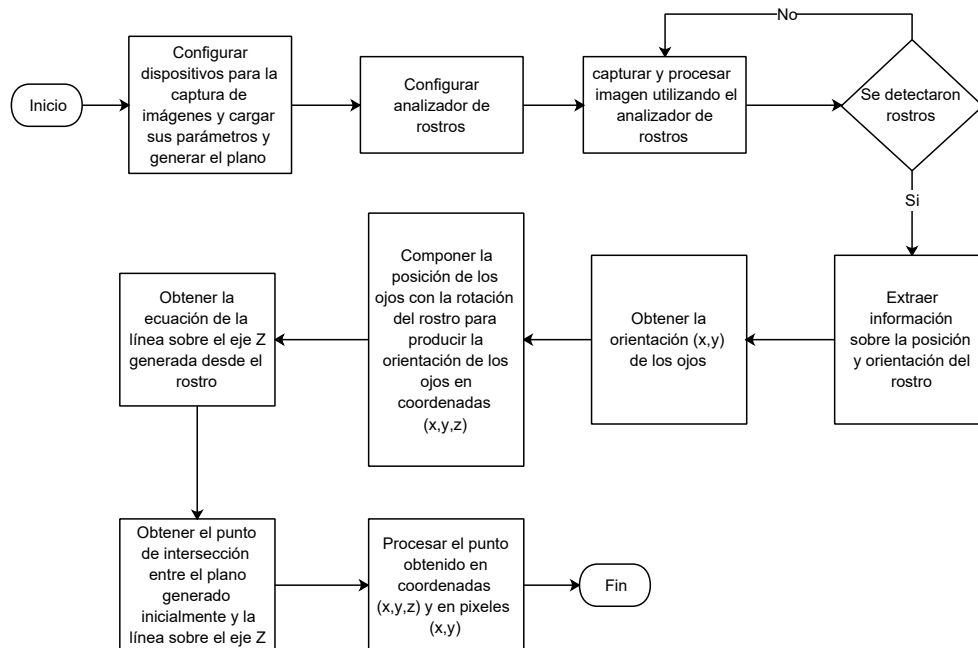 Inicio
Configurar
dispositivos para la
captura de
imágenes y cargar
sus parámetros y
generar el plano
Configurar
analizador de
rostros
capturar y procesar
imagen utilizando el
analizador de
rostros
No
Se detectaron
rostros
Si
Extraer
información
sobre la posición
y orientación del
rostro
Obtener la
orientación (x,y)
de los ojos
Componer la
posición de los
ojos con la rotación
del rostro para
producir la
orientación de los
ojos en
coordenadas
(x,y,z)
Obtener la
ecuación de la
línea sobre el eje Z
generada desde el
rostro
Obtener el punto
de intersección
entre el plano
generado
inicialmente y la
línea sobre el eje Z
Procesar el punto
obtenido en
coordenadas
(x,y,z) y en pixeles
(x,y)
Fin